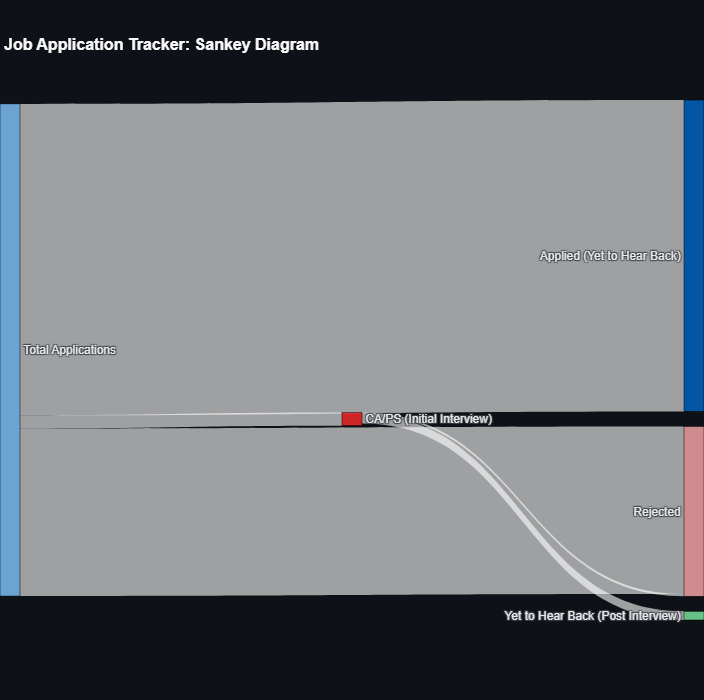 Job Application Tracker: Sankey Diagram
Applied (Yet to Hear Back)
Total Applications
CA/PS (Initial Interview)
Rejected
Yet to Hear Back (Post Interview)